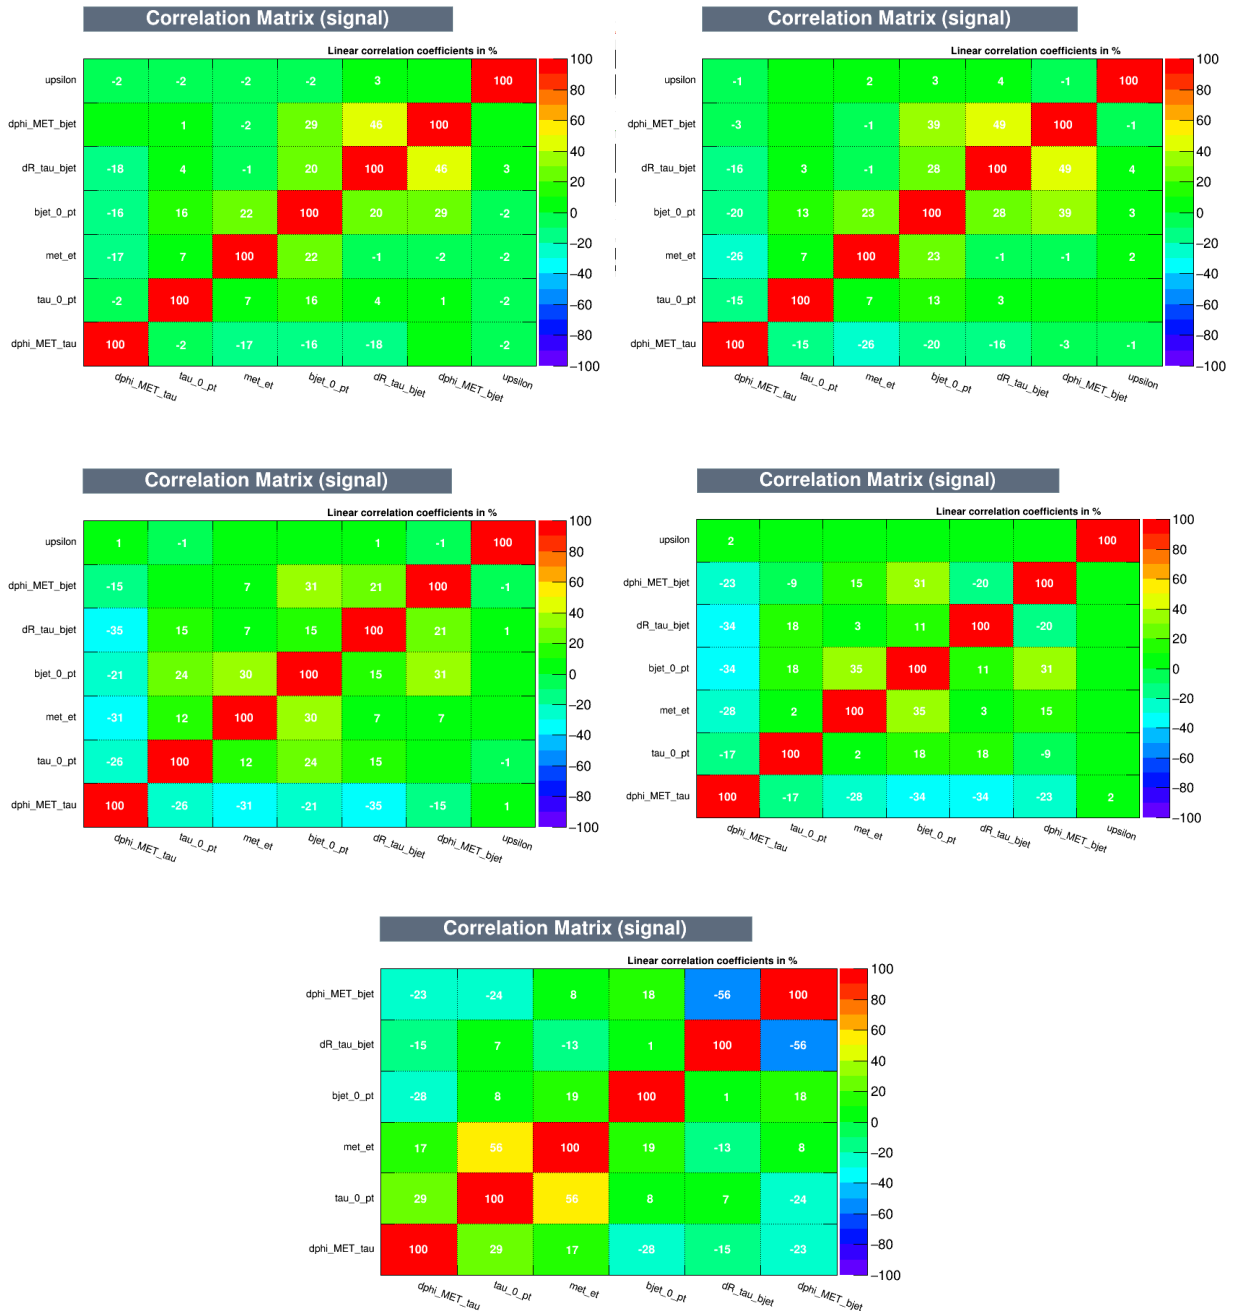 Correlation Matrix (signal)
Linear correlation coefficients in %
upsilon -2 -2 -2 -2 3 100
dphi_MET_bjet 1 -2 29 46 100
dR_tau_bjet -18 4 -1 20 100 46 3
bjet_0_pt -16 16 22 100 20 29 -2
met_et -17 7 100 22 -1 -2 -2
tau_0_pt -2 100 7 16 4 1 -2
dphi_MET_tau 100 -2 -17 -16 -18 -2
dphi_MET_tau tau_0_pt met_et bjet_0_pt dR_tau_bjet dphi_MET_bjet upsilon
100
80
60
40
20
0
−20
−40
−60
−80
−100
Correlation Matrix (signal)
Linear correlation coefficients in %
upsilon -1 2 3 4 -1 100
dphi_MET_bjet -3 -1 39 49 100 -1
dR_tau_bjet -16 3 -1 28 100 49 4
bjet_0_pt -20 13 23 100 28 39 3
met_et -26 7 100 23 -1 -1 2
tau_0_pt -15 100 7 13 3
dphi_MET_tau 100 -15 -26 -20 -16 -3 -1
dphi_MET_tau tau_0_pt met_et bjet_0_pt dR_tau_bjet dphi_MET_bjet upsilon
100
80
60
40
20
0
−20
−40
−60
−80
−100
Correlation Matrix (signal)
Linear correlation coefficients in %
upsilon 1 -1 1 -1 100
dphi_MET_bjet -15 7 31 21 100 -1
dR_tau_bjet -35 15 7 15 100 21 1
bjet_0_pt -21 24 30 100 15 31
met_et -31 12 100 30 7 7
tau_0_pt -26 100 12 24 15 -1
dphi_MET_tau 100 -26 -31 -21 -35 -15 1
dphi_MET_tau tau_0_pt met_et bjet_0_pt dR_tau_bjet dphi_MET_bjet upsilon
100
80
60
40
20
0
−20
−40
−60
−80
−100
Correlation Matrix (signal)
Linear correlation coefficients in %
upsilon 2 100
dphi_MET_bjet -23 -9 15 31 -20 100
dR_tau_bjet -34 18 3 11 100 -20
bjet_0_pt -34 18 35 100 11 31
met_et -28 2 100 35 3 15
tau_0_pt -17 100 2 18 18 -9
dphi_MET_tau 100 -17 -28 -34 -34 -23 2
dphi_MET_tau tau_0_pt met_et bjet_0_pt dR_tau_bjet dphi_MET_bjet upsilon
100
80
60
40
20
0
−20
−40
−60
−80
−100
Correlation Matrix (signal)
Linear correlation coefficients in %
dphi_MET_bjet -23 -24 8 18 -56 100
dR_tau_bjet -15 7 -13 1 100 -56
bjet_0_pt -28 8 19 100 1 18
met_et 17 56 100 19 -13 8
tau_0_pt 29 100 56 8 7 -24
dphi_MET_tau 100 29 17 -28 -15 -23
dphi_MET_tau tau_0_pt met_et bjet_0_pt dR_tau_bjet dphi_MET_bjet
100
80
60
40
20
0
−20
−40
−60
−80
−100